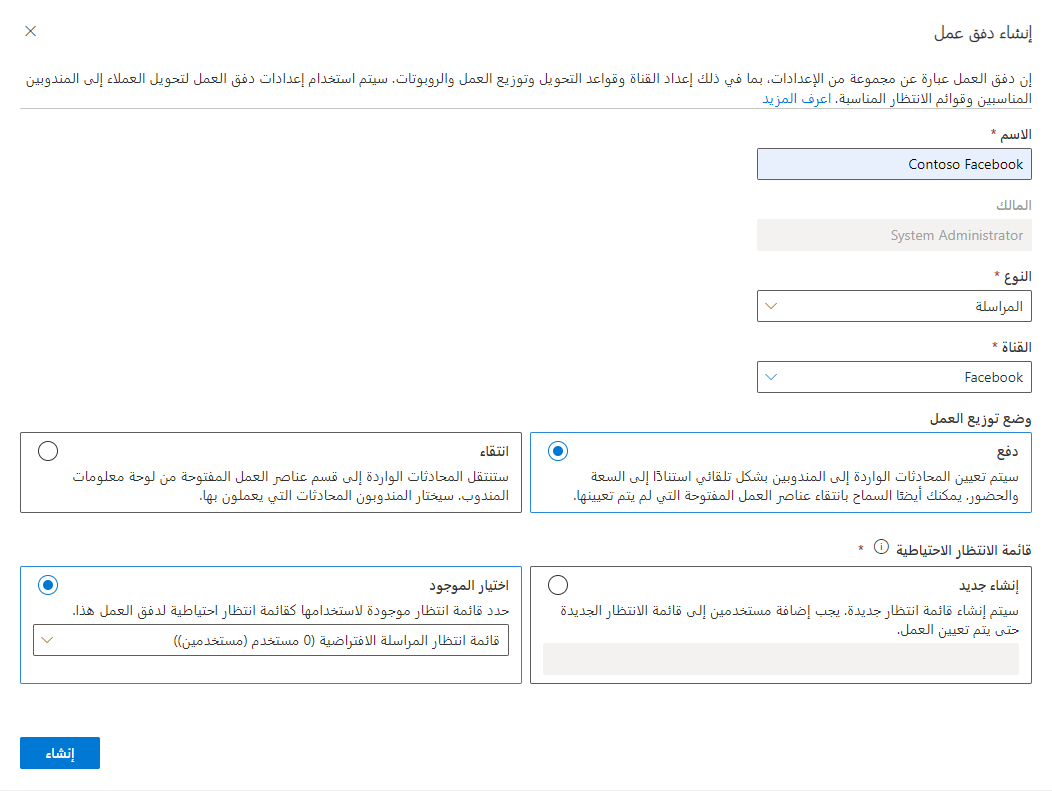 إنشاء دفق عمل
إن دفق العمل عبارة عن مجموعة من الإعدادات، بما في ذلك إعداد القناة وقواعد التحويل وتوزيع العمل والروبوتات. سيتم استخدام إعدادات دفق العمل لتحويل العملاء إلى المندوبين
المناسبين وقوائم الانتظار المناسبة. اعرف المزيد
الاسم *
Contoso Facebook
المالك
System Administrator
النوع *
المراسلة
القناة *
Facebook
وضع توزيع العمل
دفع
سيتم تعيين المحادثات الواردة إلى المندوبين بشكل تلقائي استنادًا إلى السعة
والحضور. يمكنك أيضًا السماح بانتقاء عناصر العمل المفتوحة التي لم يتم تعيينها.
انتقاء
ستنتقل المحادثات الواردة إلى قسم عناصر العمل المفتوحة من لوحة معلومات
المندوب. سيختار المندوبون المحادثات التي يعملون بها.
قائمة الانتظار الاحتياطية *
إنشاء جديد
سيتم إنشاء قائمة انتظار جديدة. يجب إضافة مستخدمين إلى قائمة الانتظار الجديدة
حتى يتم تعيين العمل.
اختيار الموجود
حدد قائمة انتظار موجودة لاستخدامها كقائمة انتظار احتياطية لدفق العمل هذا.
قائمة انتظار المراسلة الافتراضية (0 مستخدم (مستخدمين))
إنشاء